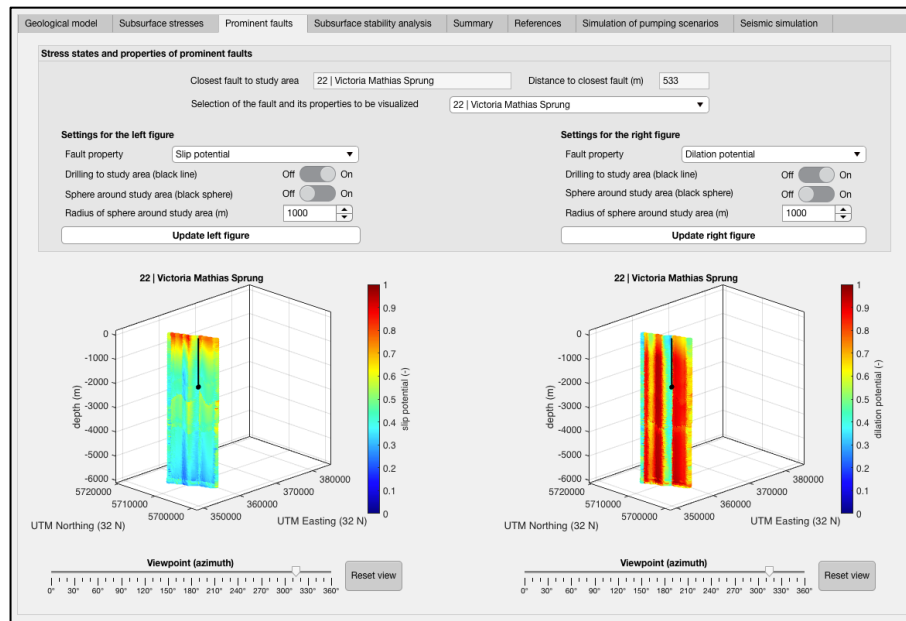 Geological model Subsurface stresses Prominent faults Subsurface stability analysis Summary References Simulation of pumping scenarios Seismic simulation
Stress states and properties of prominent faults
Closest fault to study area 22 | Victoria Mathias Sprung Distance to closest fault (m) 533
Selection of the fault and its properties to be visualized 22 | Victoria Mathias Sprung
Settings for the left figure
Fault property Slip potential
Drilling to study area (black line) Off On
Sphere around study area (black sphere) Off On
Radius of sphere around study area (m) 1000
Update left figure
Settings for the right figure
Fault property Dilation potential
Drilling to study area (black line) Off On
Sphere around study area (black sphere) Off On
Radius of sphere around study area (m) 1000
Update right figure
22 | Victoria Mathias Sprung
0
-1000
-2000
-3000
-4000
-5000
-6000
depth (m)
5720000
5710000
5700000
UTM Northing (32 N)
350000
360000
370000
380000
UTM Easting (32 N)
1
0.9
0.8
0.7
0.6
0.5
0.4
0.3
0.2
0.1
0
slip potential (-)
22 | Victoria Mathias Sprung
0
-1000
-2000
-3000
-4000
-5000
-6000
depth (m)
5720000
5710000
5700000
UTM Northing (32 N)
350000
360000
370000
380000
UTM Easting (32 N)
1
0.9
0.8
0.7
0.6
0.5
0.4
0.3
0.2
0.1
0
dilation potential (-)
Viewpoint (azimuth)
0° 30° 60° 90° 120° 150° 180° 210° 240° 270° 300° 330° 360°
Reset view
Viewpoint (azimuth)
0° 30° 60° 90° 120° 150° 180° 210° 240° 270° 300° 330° 360°
Reset view